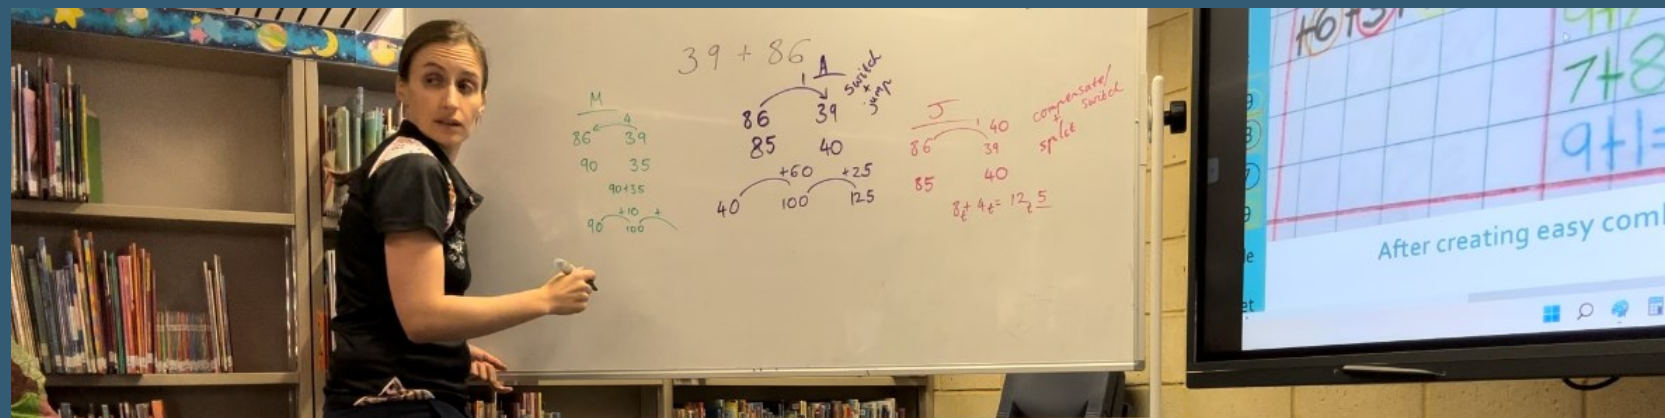 39 + 86
M
4
86 39
90 35
90+35
+10 +
90 100
1 A
switch
+
jump
86 39
85 40
+60 +25
40 100 125
J
compensate/
switch
+
split
1 40
86 39
85 40
8t + 4t = 12t 5
+6+3+
7+8
9+1=
After creating easy com